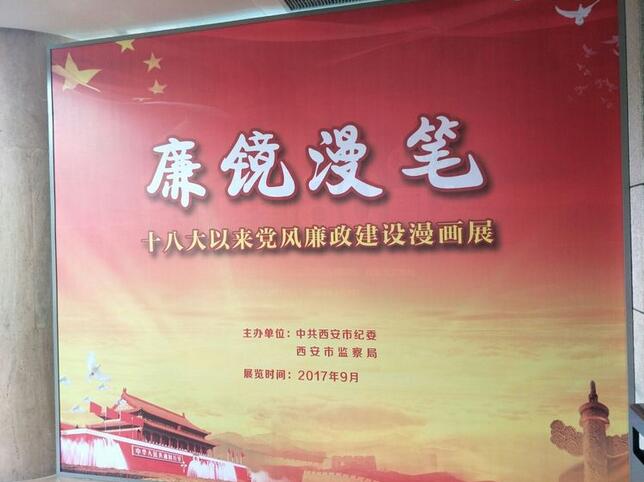 廉镜漫笔
十八大以来党风廉政建设漫画展
主办单位：中共西安市纪委
西安市监察局
展览时间：2017年9月